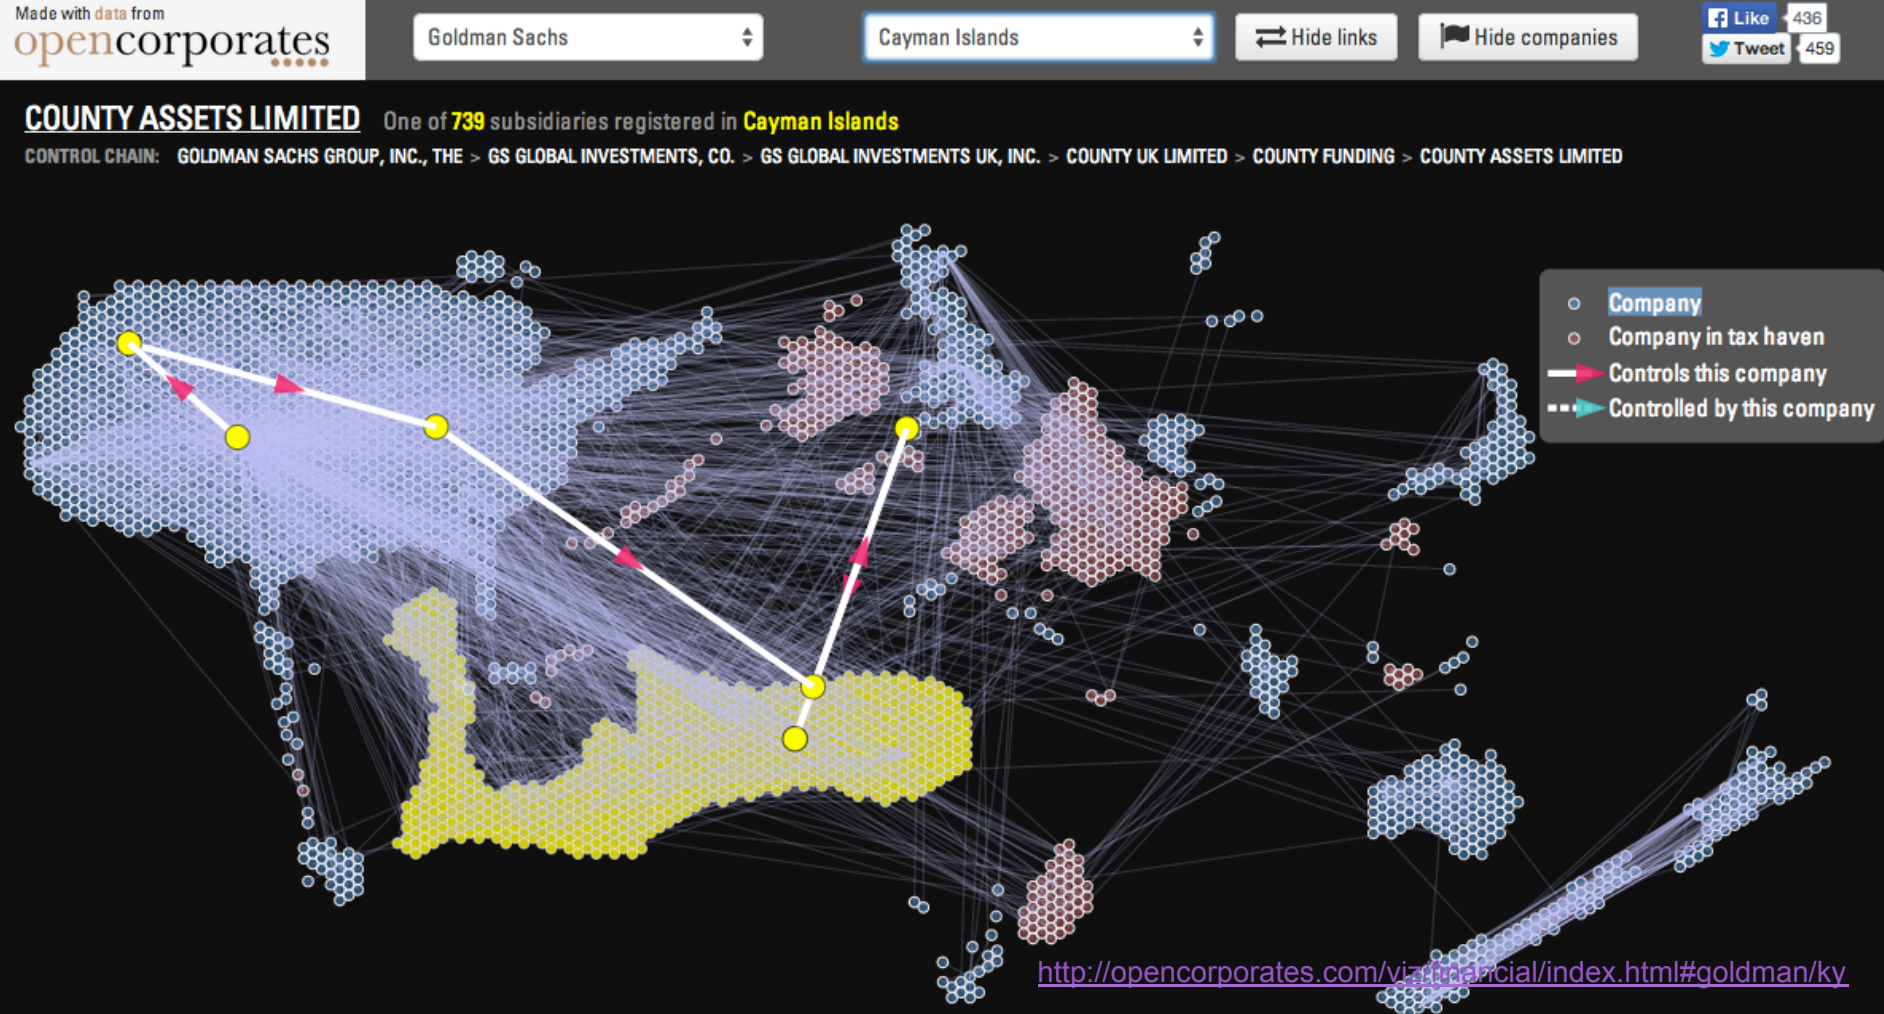 Made with data from
opencorporates
Goldman Sachs
Cayman Islands
Hide links
Hide companies
Like 436
Tweet 459
COUNTY ASSETS LIMITED One of 739 subsidiaries registered in Cayman Islands
CONTROL CHAIN: GOLDMAN SACHS GROUP, INC., THE > GS GLOBAL INVESTMENTS, CO. > GS GLOBAL INVESTMENTS UK, INC. > COUNTY UK LIMITED > COUNTY FUNDING > COUNTY ASSETS LIMITED
Company
Company in tax haven
Controls this company
Controlled by this company
http://opencorporates.com/viz/financial/index.html#goldman/ky